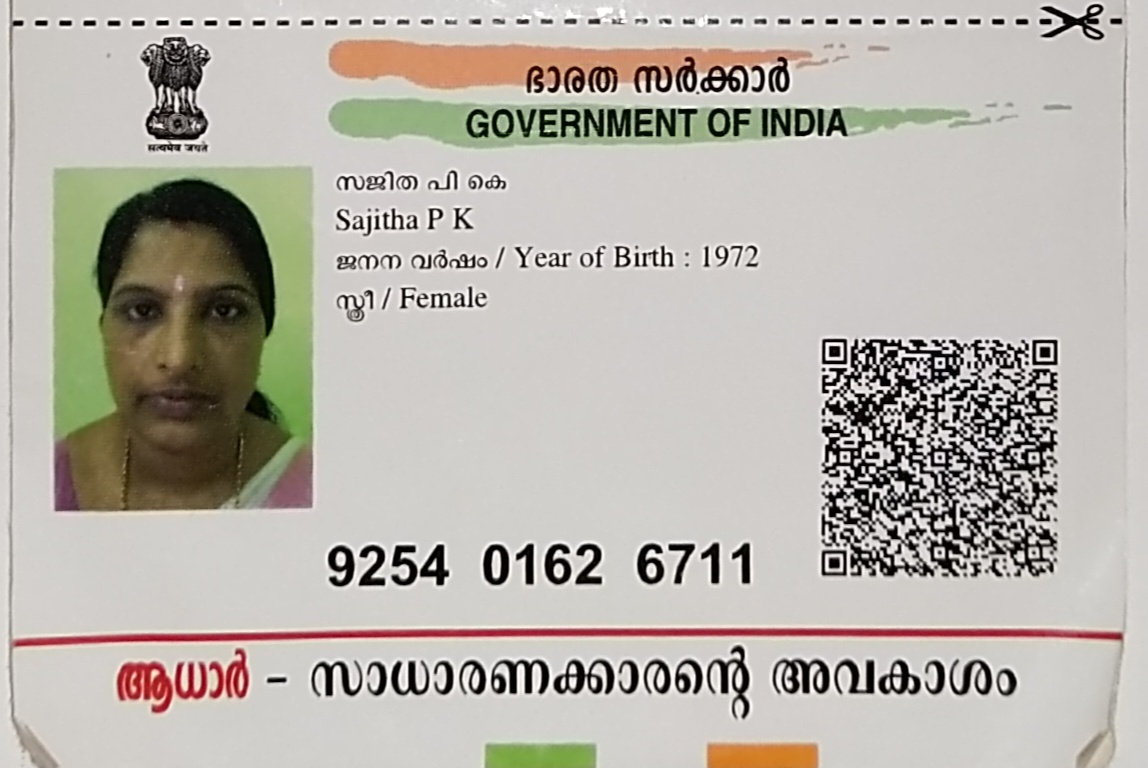 भारत ഭാരത സർക്കാർ
GOVERNMENT OF INDIA
सत्यमेव जयते
സജിത പി കെ
Sajitha P K
ജനന വർഷം / Year of Birth : 1972
സ്ത്രീ / Female
9254 0162 6711
ആധാർ - സാധാരണക്കാരന്റെ അവകാശം